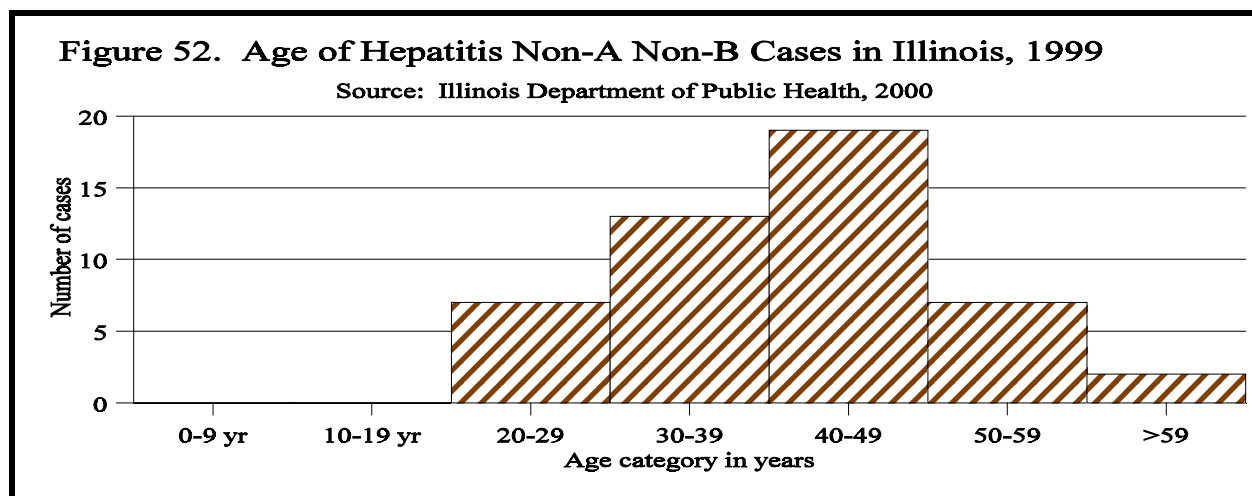 Figure 52. Age of Hepatitis Non-A Non-B Cases in Illinois, 1999
Source: Illinois Department of Public Health, 2000
Number of cases
20
15
10
5
0
0-9 yr 10-19 yr 20-29 30-39 40-49 50-59 >59
Age category in years